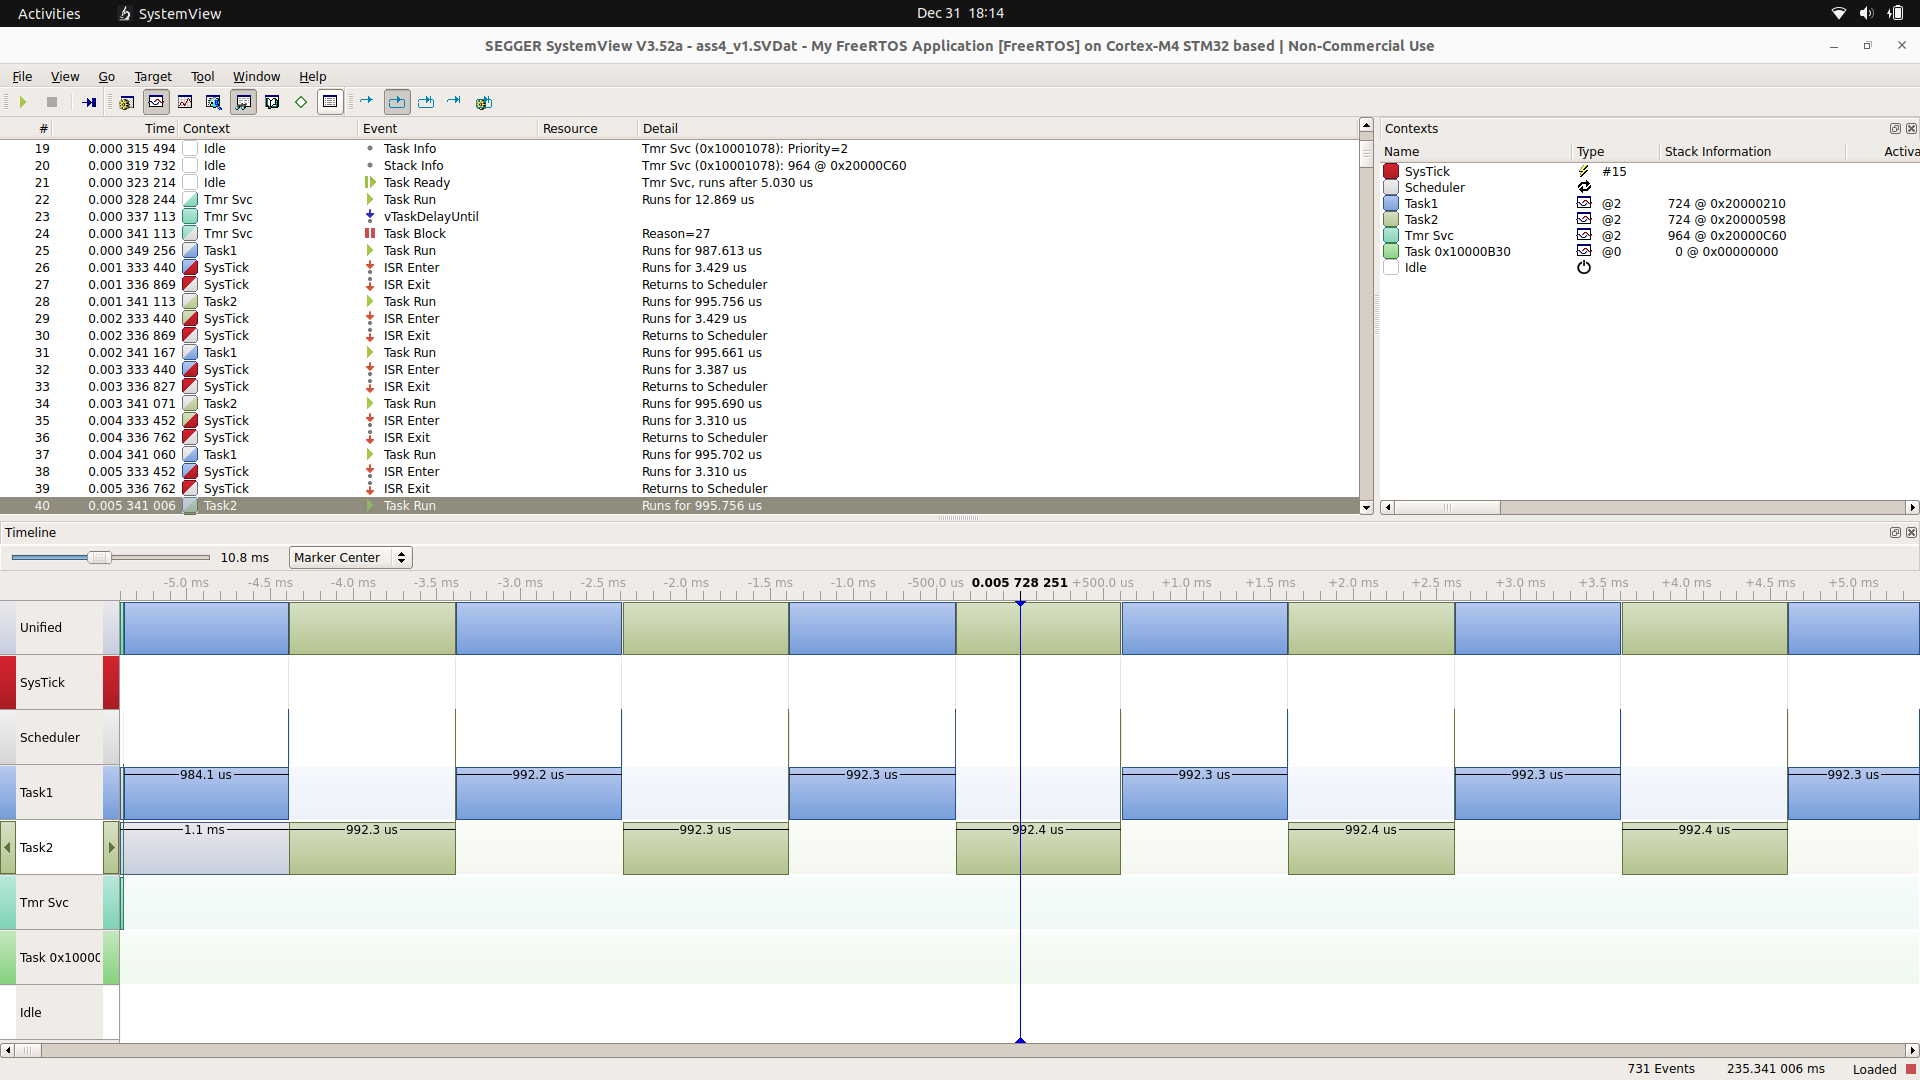 Activities SystemView Dec 31 18:14
SEGGER SystemView V3.52a - ass4_v1.SVDat - My FreeRTOS Application [FreeRTOS] on Cortex-M4 STM32 based | Non-Commercial Use
File View Go Target Tool Window Help
# Time Context Event Resource Detail
19 0.000 315 494 Idle Task Info Tmr Svc (0x10001078): Priority=2
20 0.000 319 732 Idle Stack Info Tmr Svc (0x10001078): 964 @ 0x20000C60
21 0.000 323 214 Idle Task Ready Tmr Svc, runs after 5.030 us
22 0.000 328 244 Tmr Svc Task Run Runs for 12.869 us
23 0.000 337 113 Tmr Svc vTaskDelayUntil
24 0.000 341 113 Tmr Svc Task Block Reason=27
25 0.000 349 256 Task1 Task Run Runs for 987.613 us
26 0.001 333 440 SysTick ISR Enter Runs for 3.429 us
27 0.001 336 869 SysTick ISR Exit Returns to Scheduler
28 0.001 341 113 Task2 Task Run Runs for 995.756 us
29 0.002 333 440 SysTick ISR Enter Runs for 3.429 us
30 0.002 336 869 SysTick ISR Exit Returns to Scheduler
31 0.002 341 167 Task1 Task Run Runs for 995.661 us
32 0.003 333 440 SysTick ISR Enter Runs for 3.387 us
33 0.003 336 827 SysTick ISR Exit Returns to Scheduler
34 0.003 341 071 Task2 Task Run Runs for 995.690 us
35 0.004 333 452 SysTick ISR Enter Runs for 3.310 us
36 0.004 336 762 SysTick ISR Exit Returns to Scheduler
37 0.004 341 060 Task1 Task Run Runs for 995.702 us
38 0.005 333 452 SysTick ISR Enter Runs for 3.310 us
39 0.005 336 762 SysTick ISR Exit Returns to Scheduler
40 0.005 341 006 Task2 Task Run Runs for 995.756 us
Contexts
Name Type Stack Information Activa
SysTick #15
Scheduler
Task1 @2 724 @ 0x20000210
Task2 @2 724 @ 0x20000598
Tmr Svc @2 964 @ 0x20000C60
Task 0x10000B30 @0 0 @ 0x00000000
Idle
Timeline
10.8 ms Marker Center
-5.0 ms -4.5 ms -4.0 ms -3.5 ms -3.0 ms -2.5 ms -2.0 ms -1.5 ms -1.0 ms -500.0 us 0.005 728 251 +500.0 us +1.0 ms +1.5 ms +2.0 ms +2.5 ms +3.0 ms +3.5 ms +4.0 ms +4.5 ms +5.0 ms
Unified
SysTick
Scheduler
Task1 984.1 us 992.2 us 992.3 us 992.3 us 992.3 us 992.3 us
Task2 1.1 ms 992.3 us 992.3 us 992.4 us 992.4 us 992.4 us
Tmr Svc
Task 0x1000C
Idle
731 Events 235.341 006 ms Loaded